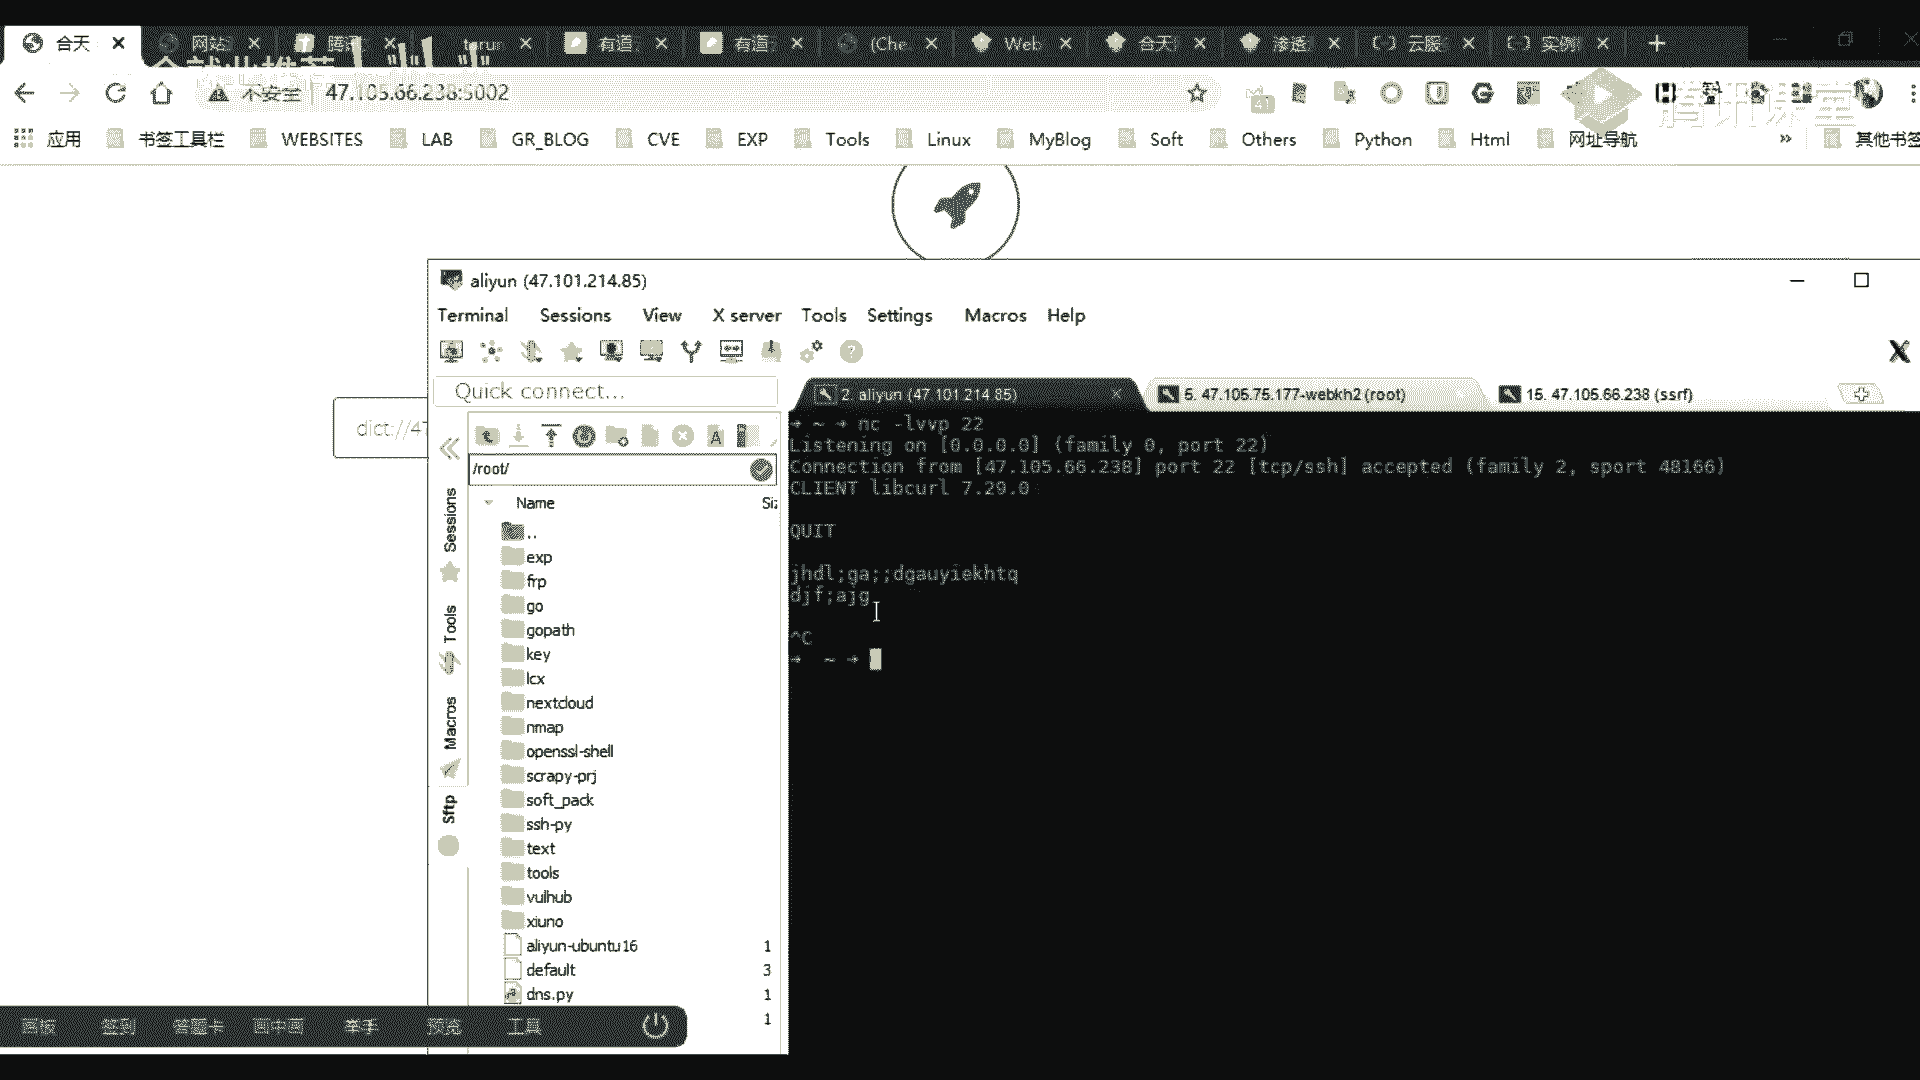 合天
网站
腾讯
tarun
有道
有道
(Che
Web
合天
渗透
云服
实例
不安全 47.105.66.238:5002
41
腾讯课堂
应用
书签工具栏
WEBSITES
LAB
GR_BLOG
CVE
EXP
Tools
Linux
MyBlog
Soft
Others
Python
Html
网址导航
»
其他书签
aliyun (47.101.214.85)
Terminal Sessions View X server Tools Settings Macros Help
Quick connect...
2. aliyun (47.101.214.85)
5. 47.105.75.177-webkh2 (root)
15. 47.105.66.238 (ssrf)
dict://47
/root/
Name
Siz
Sessions
Tools
Macros
Sftp
..
exp
frp
go
gopath
key
lcx
nextcloud
nmap
openssl-shell
scrapy-prj
soft_pack
ssh-py
text
tools
vulhub
xiuno
aliyun-ubuntu16 1
default 3
dns.py 1
1
➜ ~ → nc -lvvp 22
Listening on [0.0.0.0] (family 0, port 22)
Connection from [47.105.66.238] port 22 [tcp/ssh] accepted (family 2, sport 48166)
CLIENT libcurl 7.29.0
QUIT
jhdl;ga;;dgauyiekhtq
djf;ajg
^C
➜ ~ →
画板
签到
答题卡
画中画
举手
预览
工具